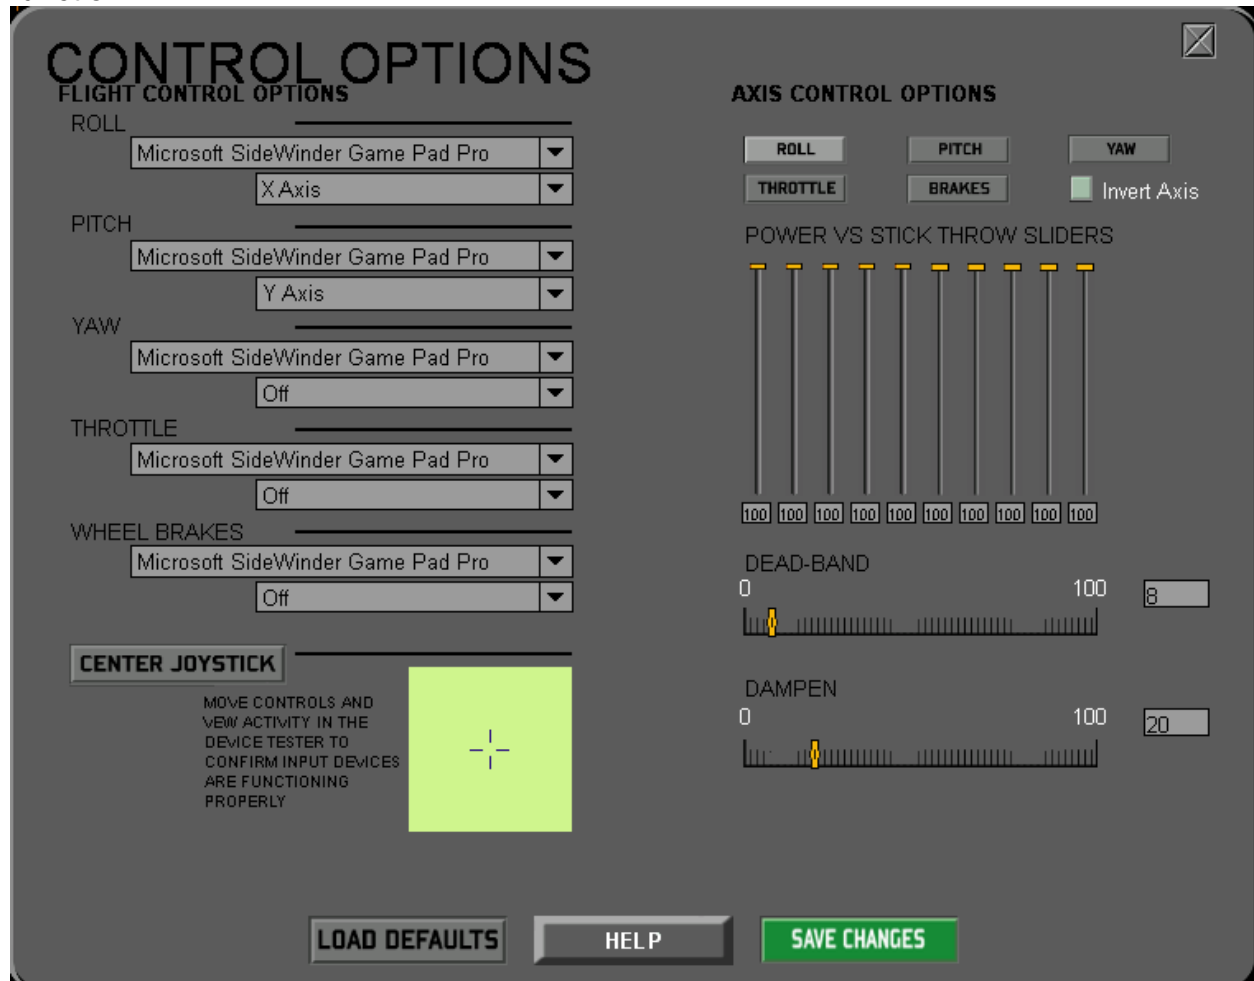 CONTROL OPTIONS
FLIGHT CONTROL OPTIONS
ROLL
Microsoft SideWinder Game Pad Pro
X Axis
PITCH
Microsoft SideWinder Game Pad Pro
Y Axis
YAW
Microsoft SideWinder Game Pad Pro
Off
THROTTLE
Microsoft SideWinder Game Pad Pro
Off
WHEEL BRAKES
Microsoft SideWinder Game Pad Pro
Off
CENTER JOYSTICK
MOVE CONTROLS AND
VEW ACTIVITY IN THE
DEVICE TESTER TO
CONFIRM INPUT DEVICES
ARE FUNCTIONING
PROPERLY
AXIS CONTROL OPTIONS
ROLL PITCH YAW
THROTTLE BRAKES Invert Axis
POWER VS STICK THROW SLIDERS
100 100 100 100 100 100 100 100 100 100
DEAD-BAND
0 100 8
DAMPEN
0 100 20
LOAD DEFAULTS HELP SAVE CHANGES